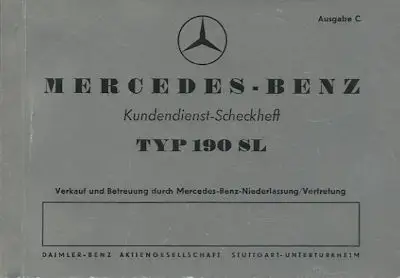 Ausgabe C
MERCEDES-BENZ
Kundendienst-Scheckheft
TYP 190 SL
Verkauf und Betreuung durch Mercedes-Benz-Niederlassung/Vertretung
DAIMLER-BENZ AKTIENGESELLSCHAFT STUTTGART-UNTERTÜRKHEIM